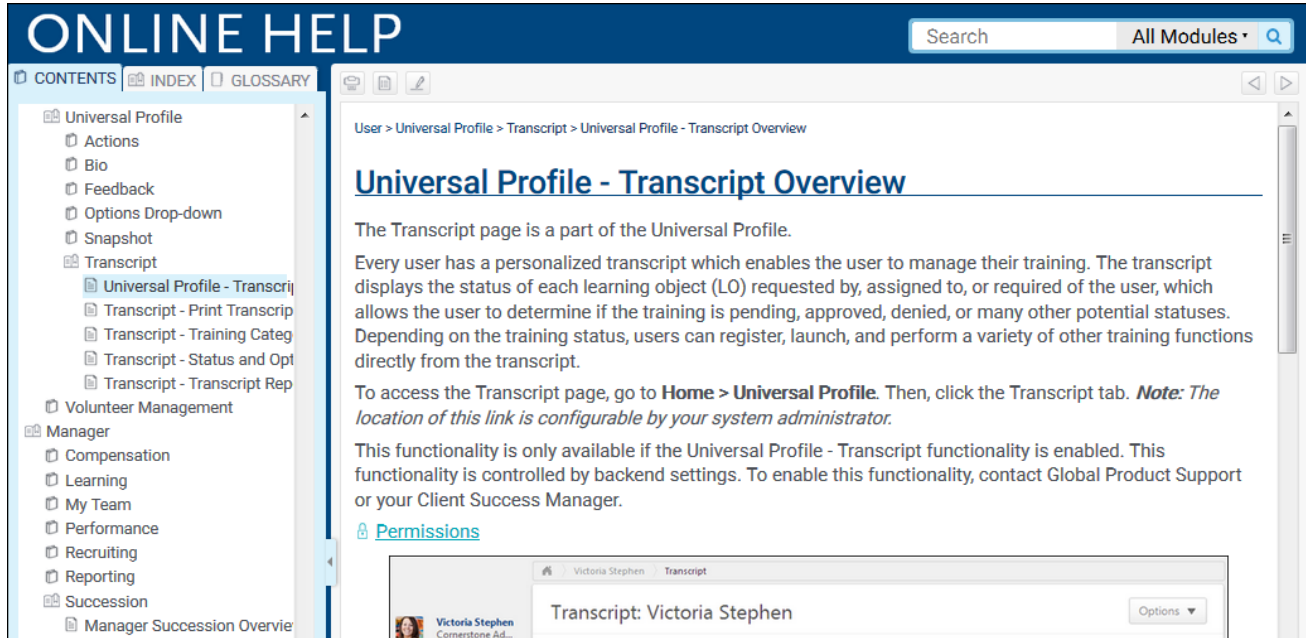 ONLINE HELP
Search
All Modules
CONTENTS
INDEX
GLOSSARY
Universal Profile
Actions
Bio
Feedback
Options Drop-down
Snapshot
Transcript
Universal Profile - Transcrip
Transcript - Print Transcrip
Transcript - Training Categ
Transcript - Status and Opt
Transcript - Transcript Rep
Volunteer Management
Manager
Compensation
Learning
My Team
Performance
Recruiting
Reporting
Succession
Manager Succession Overvie
User > Universal Profile > Transcript > Universal Profile - Transcript Overview
Universal Profile - Transcript Overview
The Transcript page is a part of the Universal Profile.
Every user has a personalized transcript which enables the user to manage their training. The transcript
displays the status of each learning object (LO) requested by, assigned to, or required of the user, which
allows the user to determine if the training is pending, approved, denied, or many other potential statuses.
Depending on the training status, users can register, launch, and perform a variety of other training functions
directly from the transcript.
To access the Transcript page, go to Home > Universal Profile. Then, click the Transcript tab. Note: The
location of this link is configurable by your system administrator.
This functionality is only available if the Universal Profile - Transcript functionality is enabled. This
functionality is controlled by backend settings. To enable this functionality, contact Global Product Support
or your Client Success Manager.
Permissions
Victoria Stephen
Transcript
Victoria Stephen
Cornerstone Ad...
Transcript: Victoria Stephen
Options